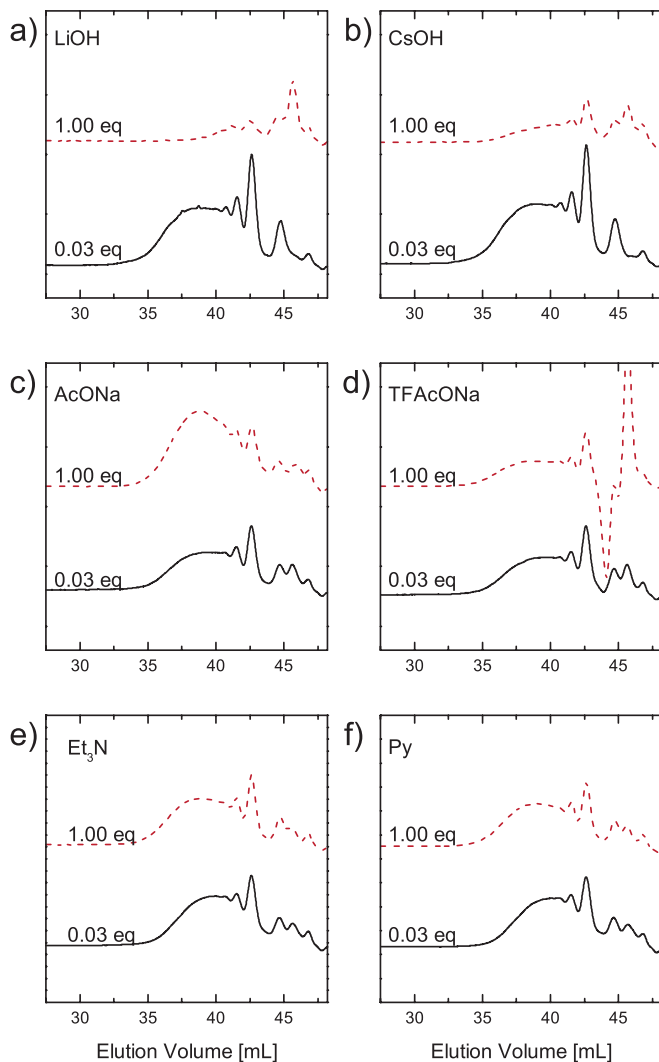 a)
LiOH
1.00 eq
0.03 eq
30 35 40 45
b)
CsOH
1.00 eq
0.03 eq
30 35 40 45
c)
AcONa
1.00 eq
0.03 eq
30 35 40 45
d)
TFAcONa
1.00 eq
0.03 eq
30 35 40 45
e)
Et₃N
1.00 eq
0.03 eq
30 35 40 45
Elution Volume [mL]
f)
Py
1.00 eq
0.03 eq
30 35 40 45
Elution Volume [mL]